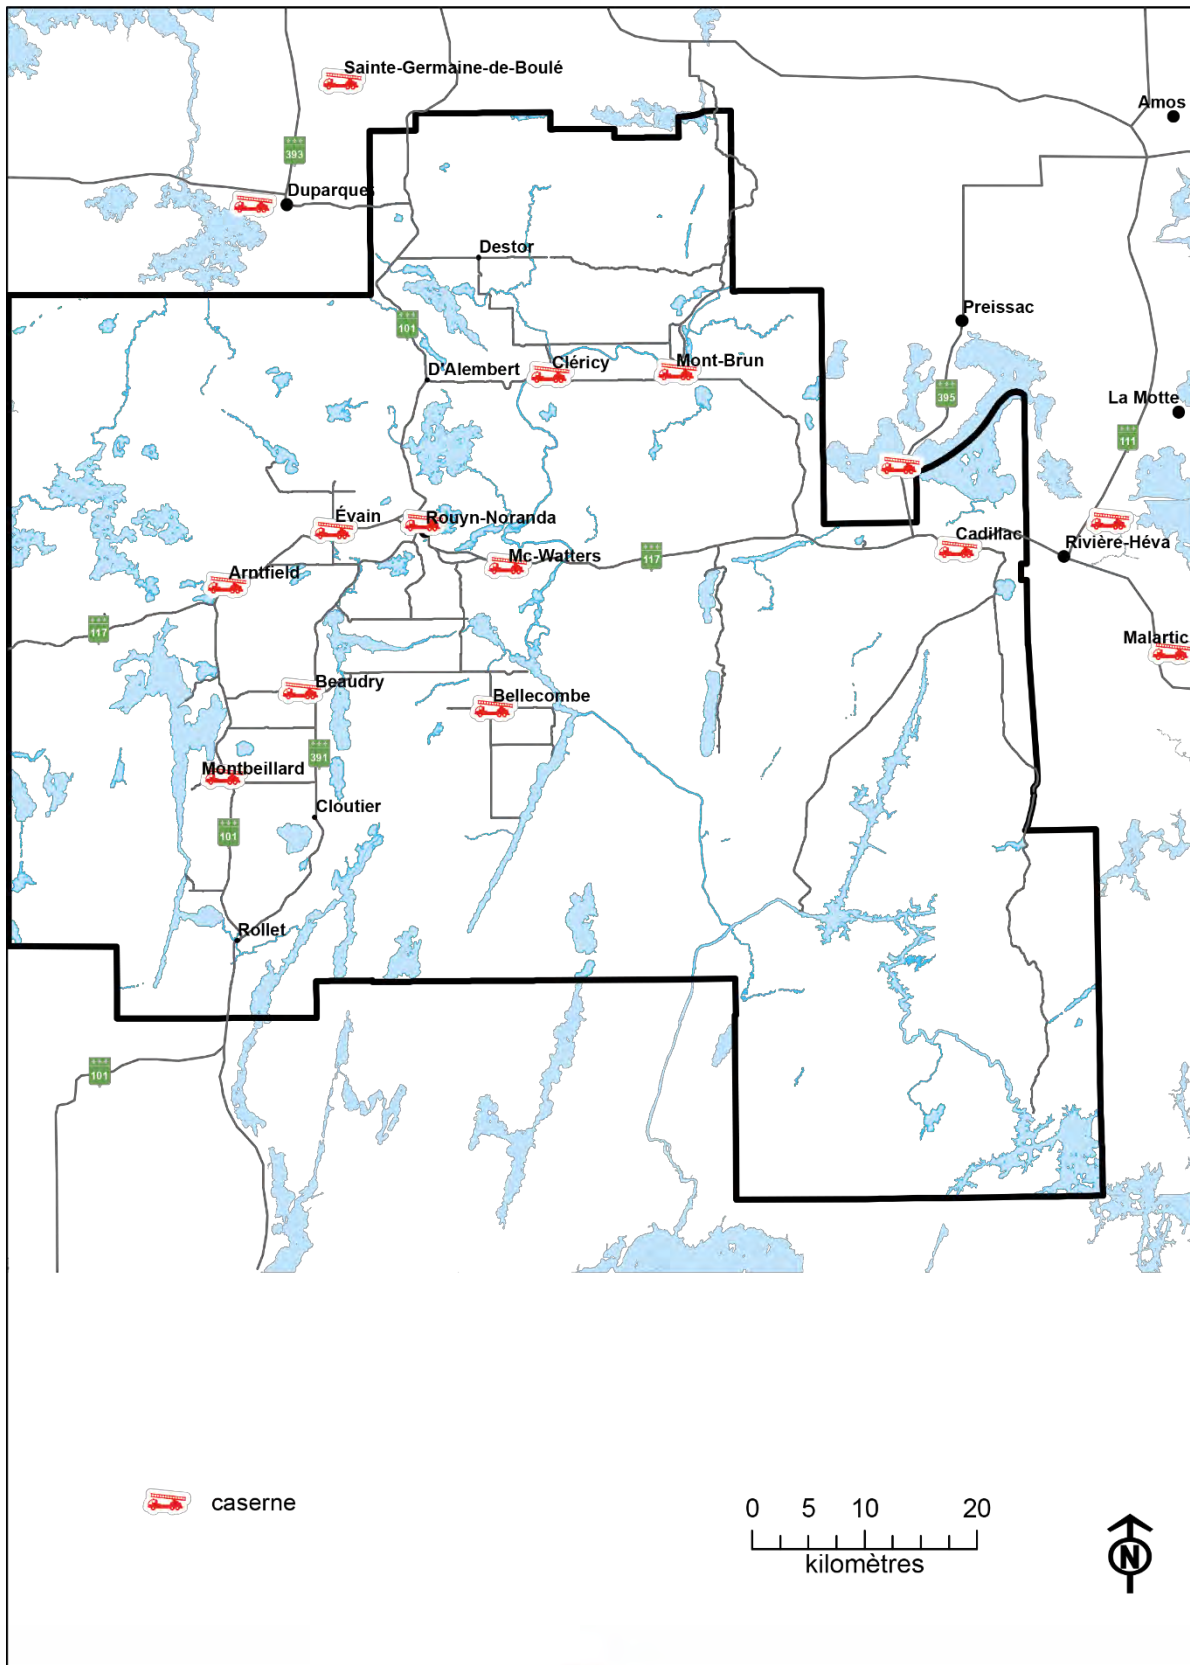 Sainte-Germaine-de-Boulé
Amos
393
Duparques
Destor
Preissac
101
D'Alembert
Cléricy
Mont-Brun
395
La Motte
111
Évain
Rouyn-Noranda
Mc-Watters
117
Cadillac
Rivière-Héva
Arntfield
117
Malartic
Beaudry
Bellecombe
391
Montbeillard
Cloutier
101
Rollet
101
caserne
0 5 10 20
kilomètres
N